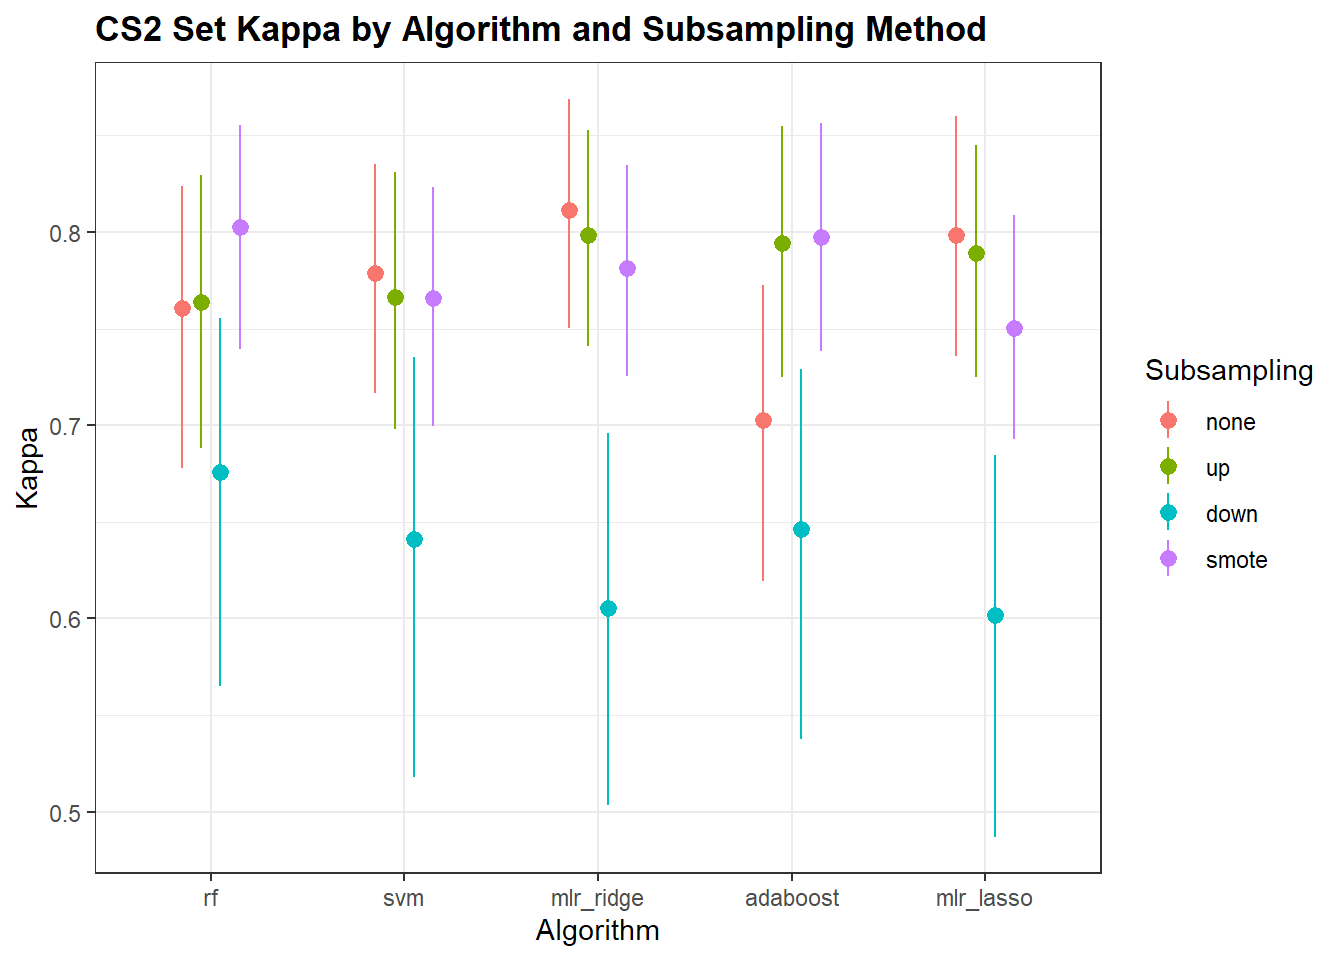 CS2 Set Kappa by Algorithm and Subsampling Method
Kappa
0.8
0.7
0.6
0.5
rf
svm
mlr_ridge
adaboost
mlr_lasso
Algorithm
Subsampling
none
up
down
smote